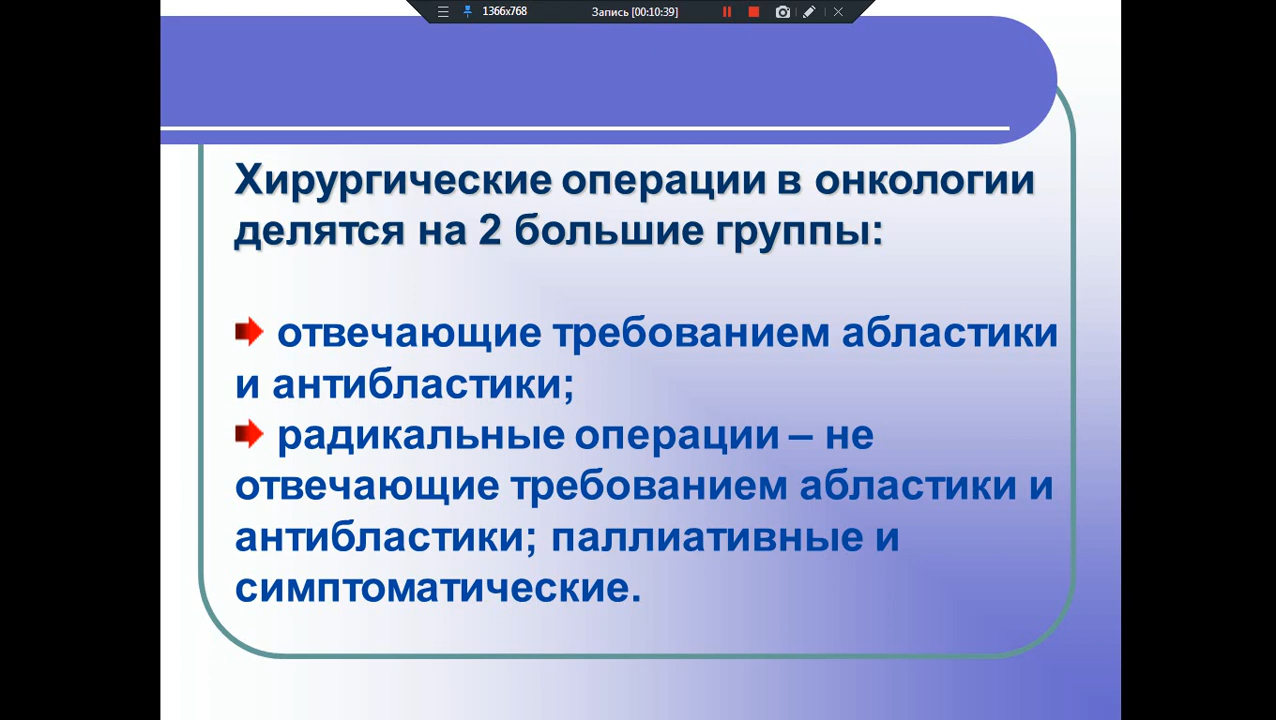 1366x768 Запись [00:10:39]
Хирургические операции в онкологии
делятся на 2 большие группы:
отвечающие требованием абластики
и антибластики;
радикальные операции – не
отвечающие требованием абластики и
антибластики; паллиативные и
симптоматические.